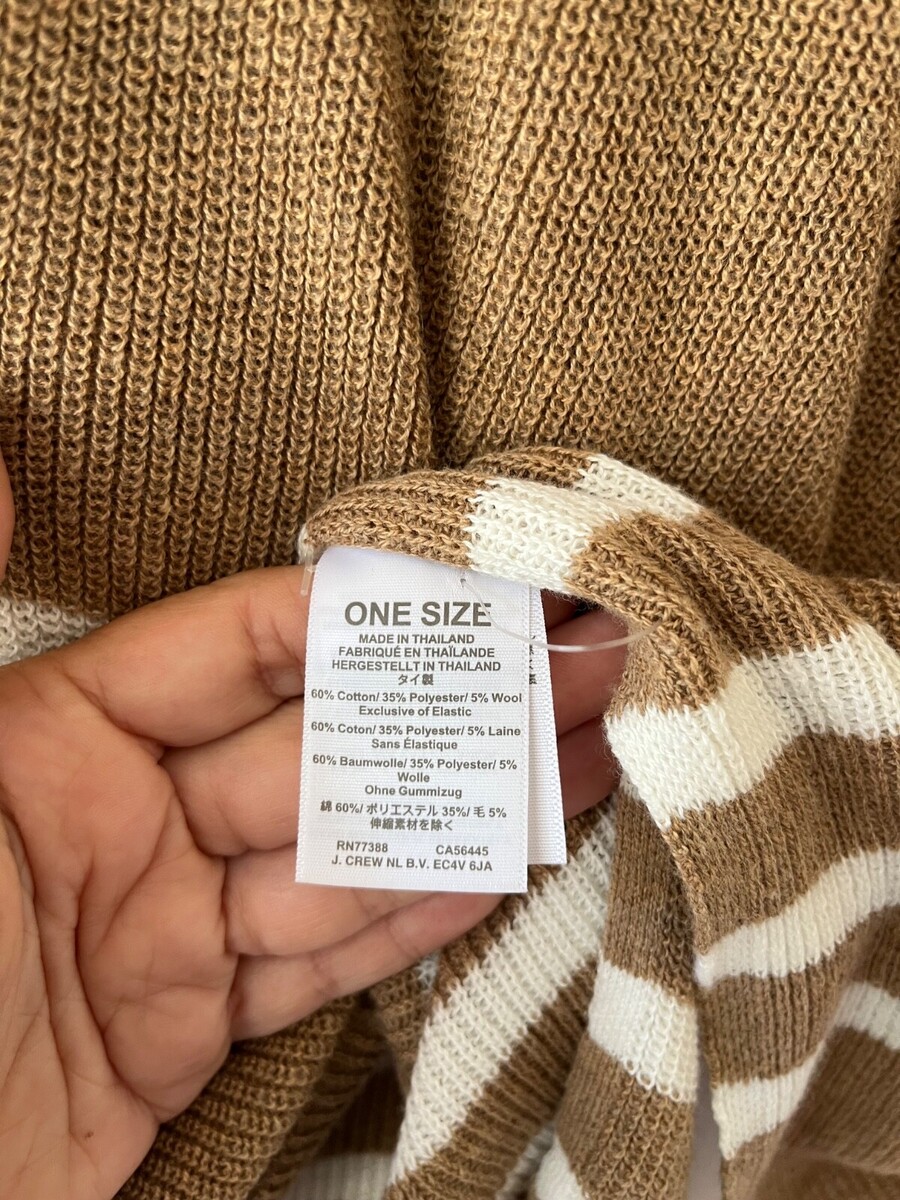 ONE SIZE
MADE IN THAILAND
FABRIQUÉ EN THAÏLANDE
HERGESTELLT IN THAILAND
タイ製
60% Cotton/ 35% Polyester/ 5% Wool
Exclusive of Elastic
60% Coton/ 35% Polyester/ 5% Laine
Sans Élastique
60% Baumwolle/ 35% Polyester/ 5%
Wolle
Ohne Gummizug
綿 60%/ ポリエステル 35%/ 毛 5%
伸縮素材を除く
RN77388 CA56445
J. CREW NL B.V. EC4V 6JA